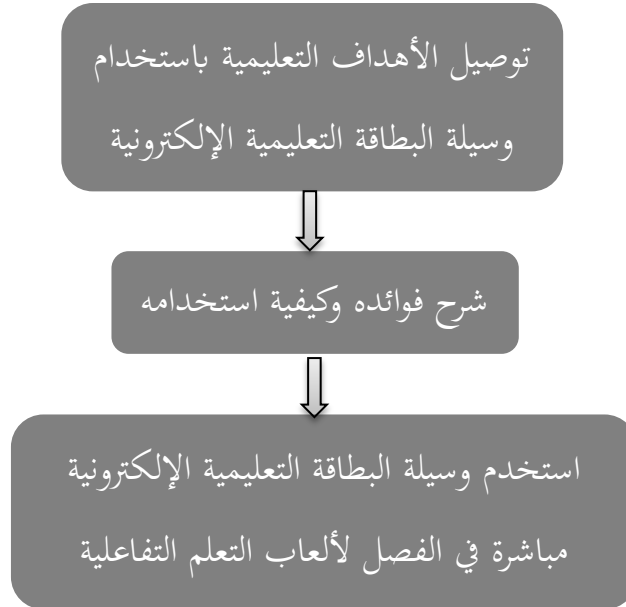 توصيل الأهداف التعليمية باستخدام
وسيلة البطاقة التعليمية الإلكترونية
شرح فوائده وكيفية استخدامه
استخدم وسيلة البطاقة التعليمية الإلكترونية
مباشرة في الفصل لألعاب التعلم التفاعلية